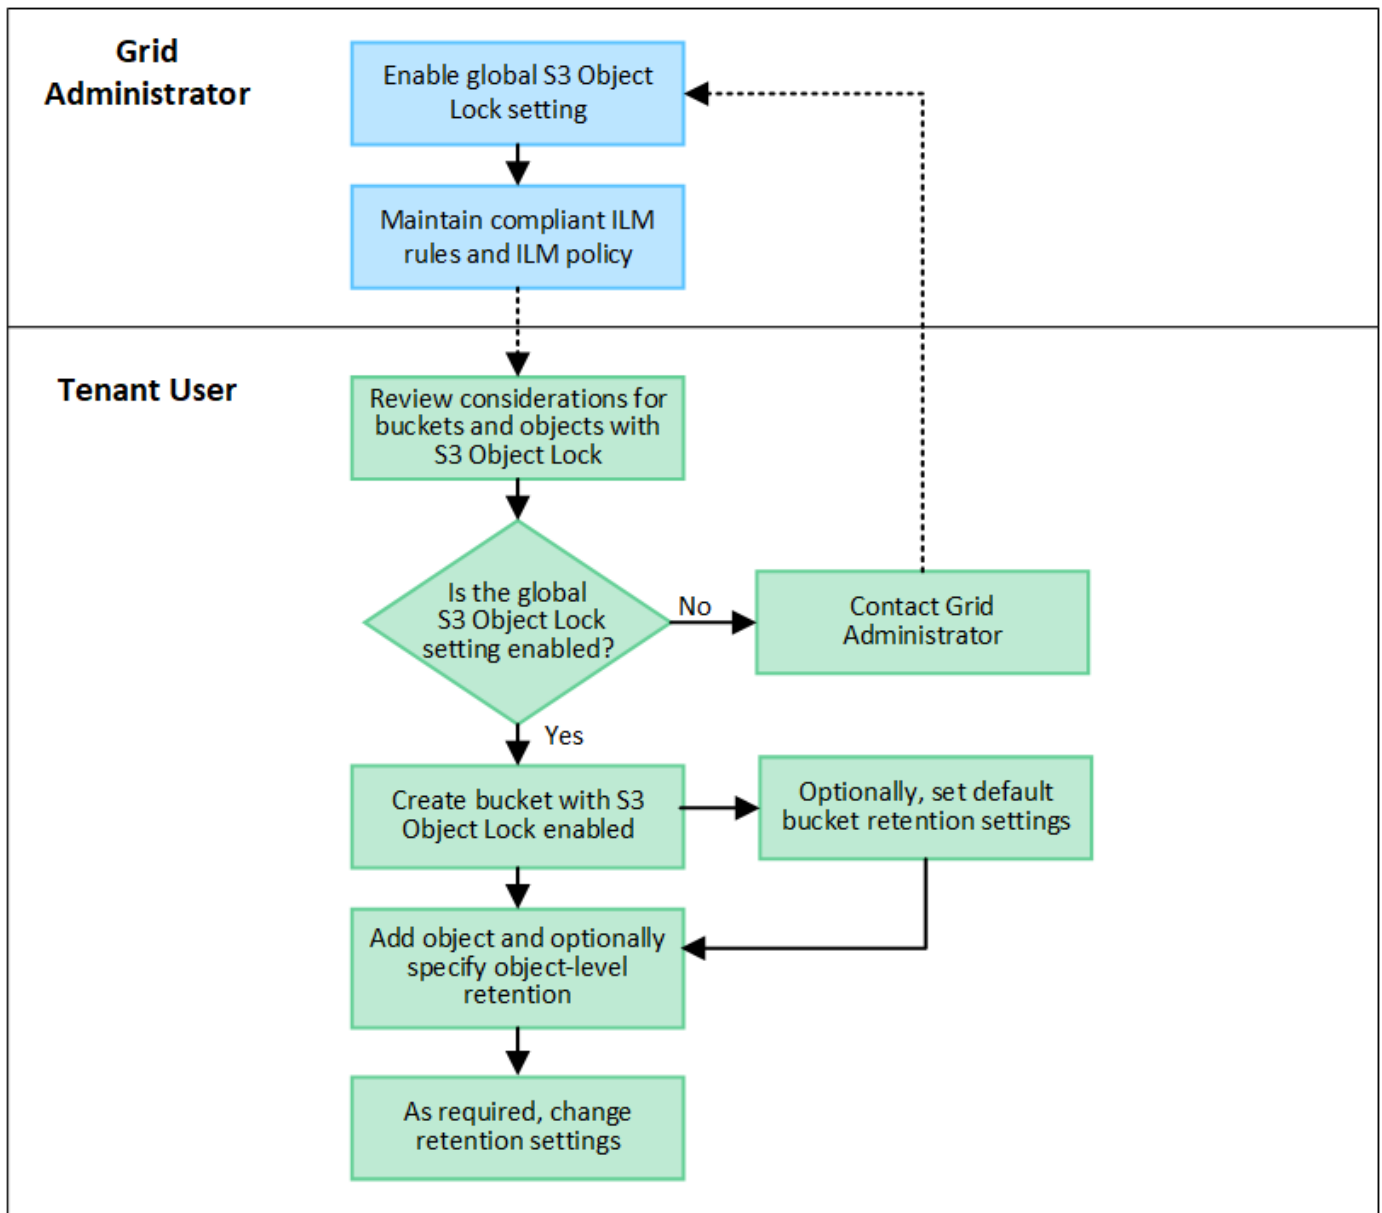 Grid
Administrator
Enable global S3 Object
Lock setting
Maintain compliant ILM
rules and ILM policy
Tenant User
Review considerations for
buckets and objects with
S3 Object Lock
Is the global
S3 Object Lock
setting enabled?
No
Contact Grid
Administrator
Yes
Create bucket with S3
Object Lock enabled
Optionally, set default
bucket retention settings
Add object and optionally
specify object-level
retention
As required, change
retention settings